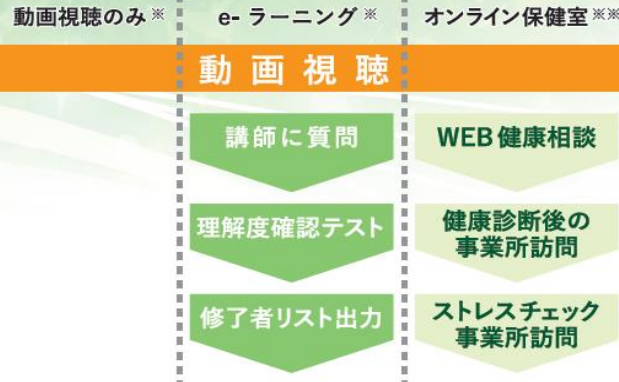 動画視聴のみ※
e-ラーニング※
オンライン保健室※※
動画視聴
講師に質問
WEB健康相談
理解度確認テスト
健康診断後の
事業所訪問
修了者リスト出力
ストレスチェック
事業所訪問